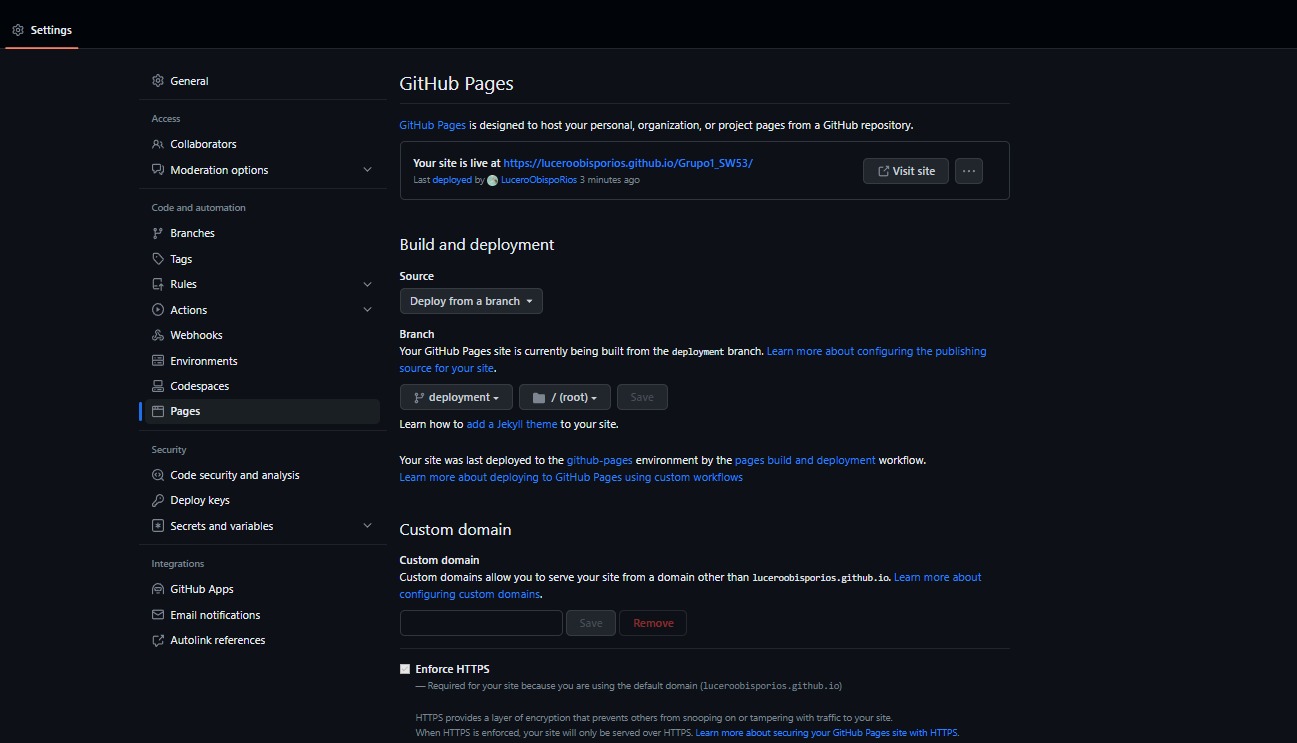 Settings
General
Access
Collaborators
Moderation options
Code and automation
Branches
Tags
Rules
Actions
Webhooks
Environments
Codespaces
Pages
Security
Code security and analysis
Deploy keys
Secrets and variables
Integrations
GitHub Apps
Email notifications
Autolink references
GitHub Pages
GitHub Pages is designed to host your personal, organization, or project pages from a GitHub repository.
Your site is live at https://luceroobisporios.github.io/Grupo1_SW53/
Last deployed by LuceroObispoRios 3 minutes ago
Visit site
Build and deployment
Source
Deploy from a branch
Branch
Your GitHub Pages site is currently being built from the deployment branch. Learn more about configuring the publishing
source for your site.
deployment / (root) Save
Learn how to add a Jekyll theme to your site.
Your site was last deployed to the github-pages environment by the pages build and deployment workflow.
Learn more about deploying to GitHub Pages using custom workflows
Custom domain
Custom domain
Custom domains allow you to serve your site from a domain other than luceroobisporios.github.io. Learn more about
configuring custom domains.
Save Remove
Enforce HTTPS
— Required for your site because you are using the default domain (luceroobisporios.github.io)
HTTPS provides a layer of encryption that prevents others from snooping on or tampering with traffic to your site.
When HTTPS is enforced, your site will only be served over HTTPS. Learn more about securing your GitHub Pages site with HTTPS.